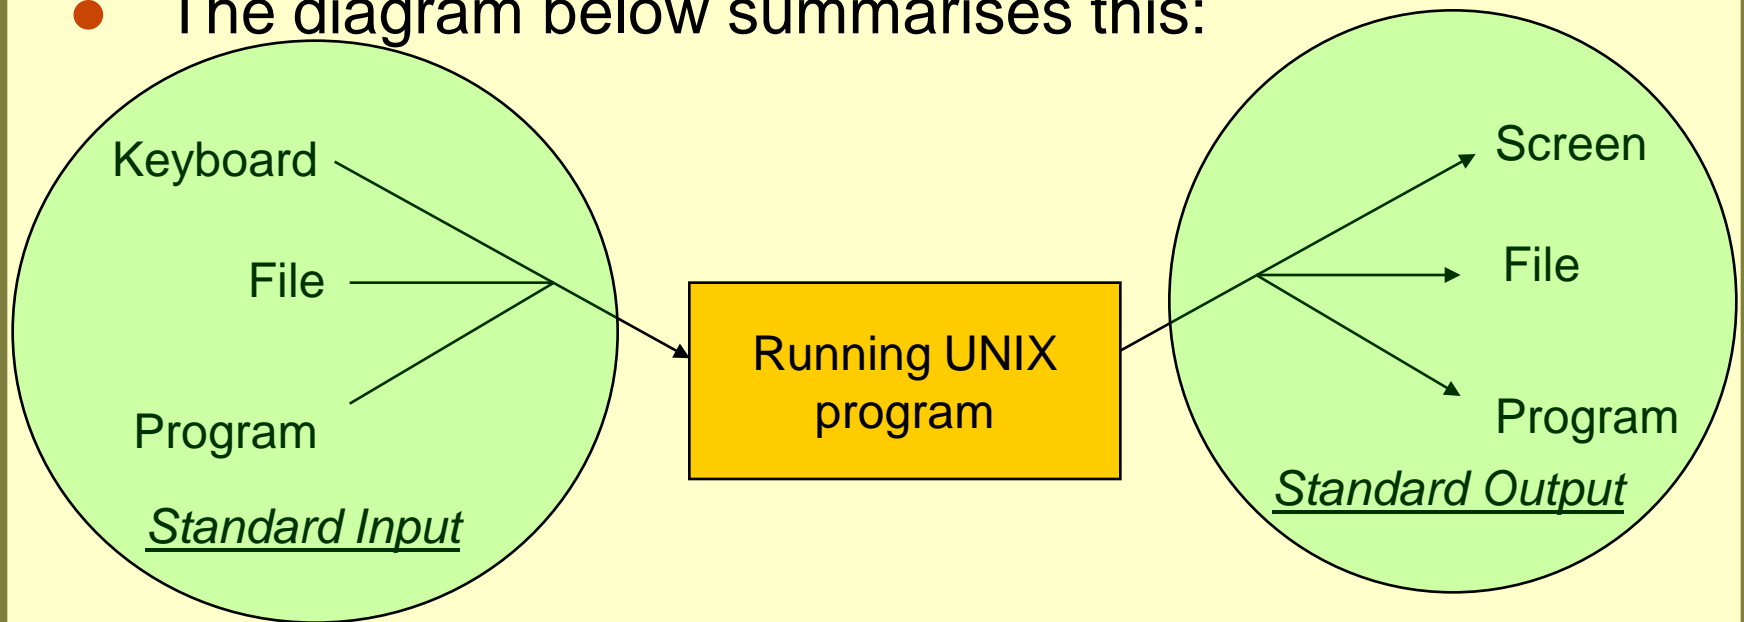 The diagram below summarises this:
Keyboard
File
Program
Standard Input
Running UNIX
program
Screen
File
Program
Standard Output